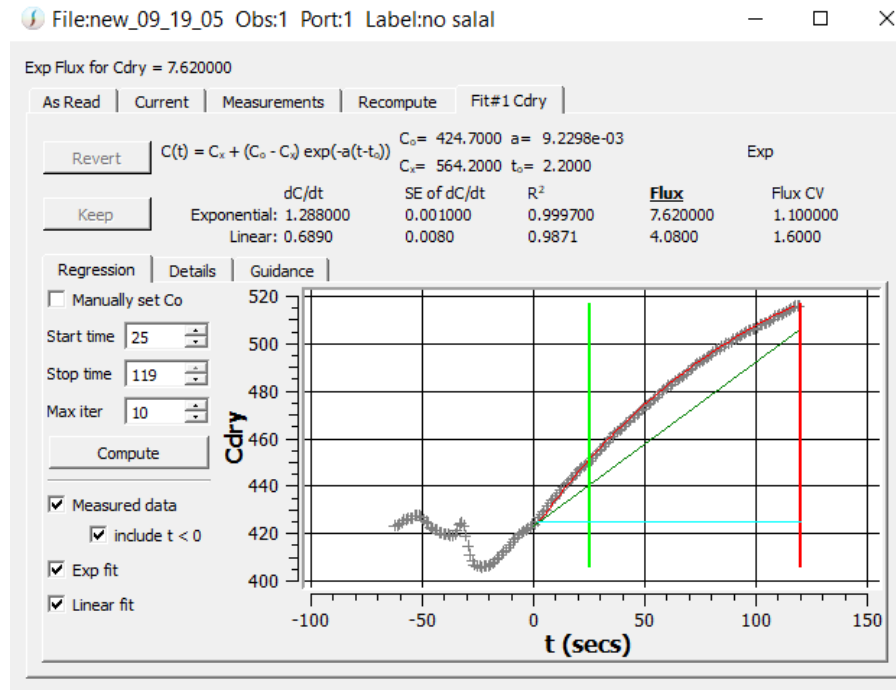 File:new_09_19_05 Obs:1 Port:1 Label:no salal
Exp Flux for Cdry = 7.620000
As Read Current Measurements Recompute Fit#1 Cdry
Revert C(t) = Cₓ + (Cₒ - Cₓ) exp(-a(t-tₒ)) Cₒ= 424.7000 a= 9.2298e-03 Exp
Cₓ= 564.2000 tₒ= 2.2000
dC/dt SE of dC/dt R² Flux Flux CV
Keep Exponential: 1.288000 0.001000 0.999700 7.620000 1.100000
Linear: 0.6890 0.0080 0.9871 4.0800 1.6000
Regression Details Guidance
Manually set Co
Start time 25
Stop time 119
Max iter 10
Compute
Measured data
include t < 0
Exp fit
Linear fit
Cdry
520
500
480
460
440
420
400
-100 -50 0 50 100 150
t (secs)